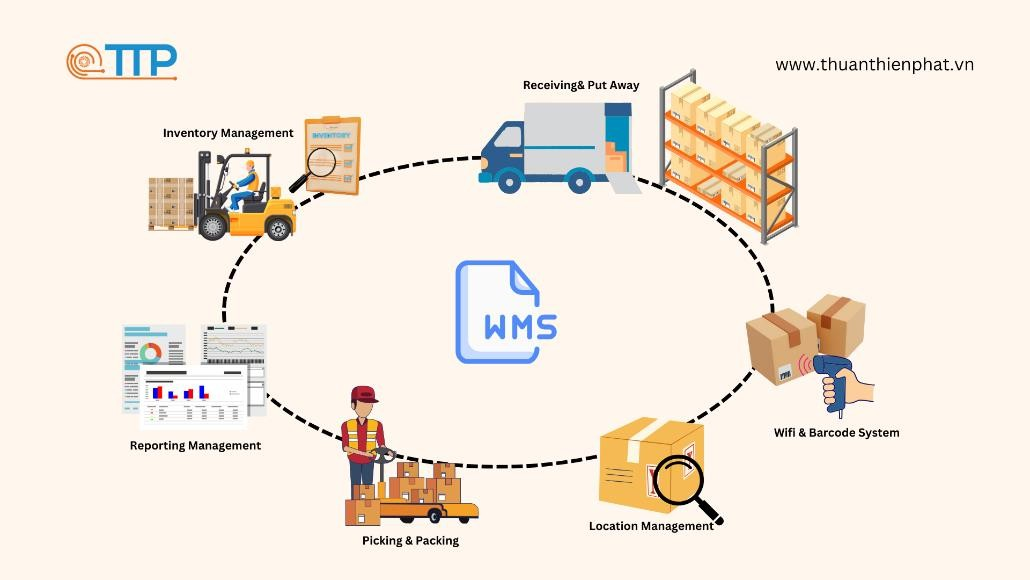 TTP
www.thuanthienphat.vn
Receiving& Put Away
Inventory Management
INVENTORY
WMS
Wifi & Barcode System
Reporting Management
Location Management
Picking & Packing